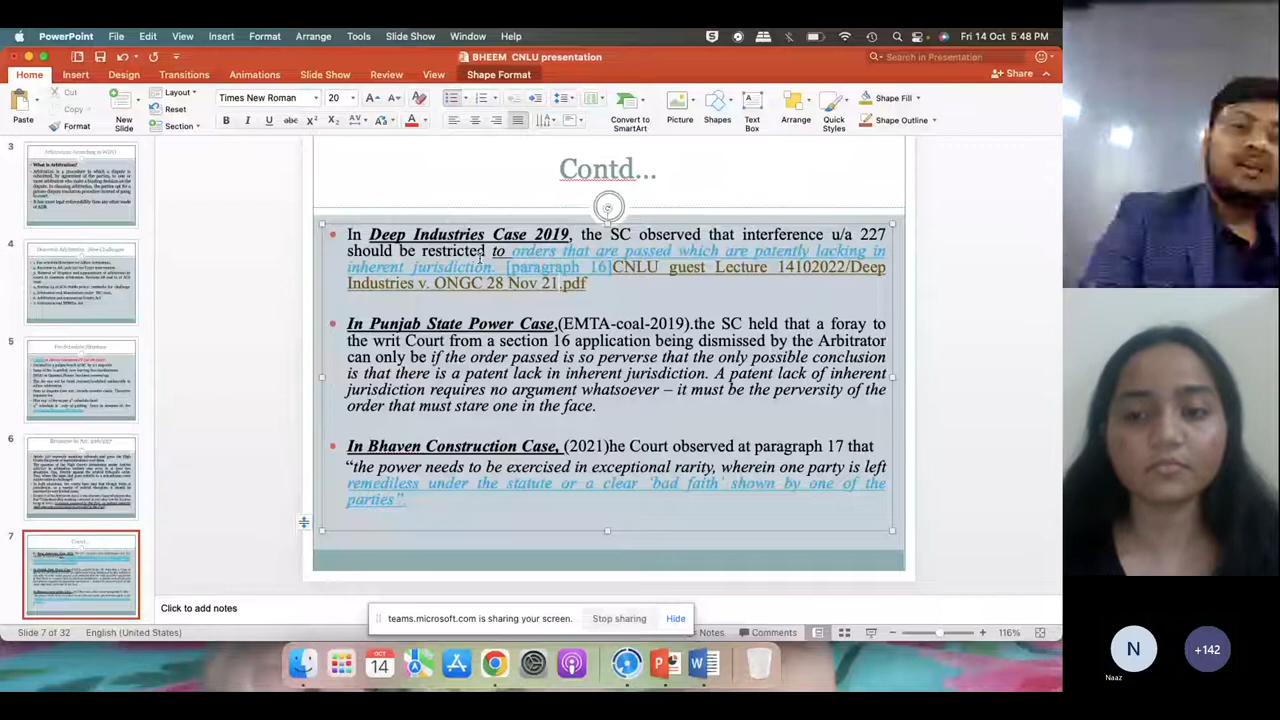 PowerPoint File Edit View Insert Format Arrange Tools Slide Show Window Help Fri 14 Oct 5:48 PM
BHEEM CNLU presentation Search in Presentation
Home Insert Design Transitions Animations Slide Show Review View Shape Format Share
Paste Cut Copy Format New Slide Layout Reset Section Times New Roman 20 Convert to SmartArt Picture Shapes Text Box Arrange Quick Styles Shape Fill Shape Outline
3
What is Arbitration?
4
5
6
7
Contd...
Contd...
In Deep Industries Case 2019, the SC observed that interference u/a 227
should be restricted to orders that are passed which are patently lacking in
inherent jurisdiction. [paragraph 16]CNLU guest Lecture 14102022/Deep
Industries v. ONGC 28 Nov 21.pdf
In Punjab State Power Case,(EMTA-coal-2019).the SC held that a foray to
the writ Court from a section 16 application being dismissed by the Arbitrator
can only be if the order passed is so perverse that the only possible conclusion
is that there is a patent lack in inherent jurisdiction. A patent lack of inherent
jurisdiction requires no argument whatsoever – it must be the perversity of the
order that must stare one in the face.
In Bhaven Construction Case, (2021)he Court observed at paragraph 17 that
“the power needs to be exercised in exceptional rarity, wherein one party is left
remediless under the statute or a clear ‘bad faith’ shown by one of the
parties”.
Click to add notes
teams.microsoft.com is sharing your screen. Stop sharing Hide
Slide 7 of 32 English (United States) Notes Comments 116%
OCT
14
N
Naaz
+142